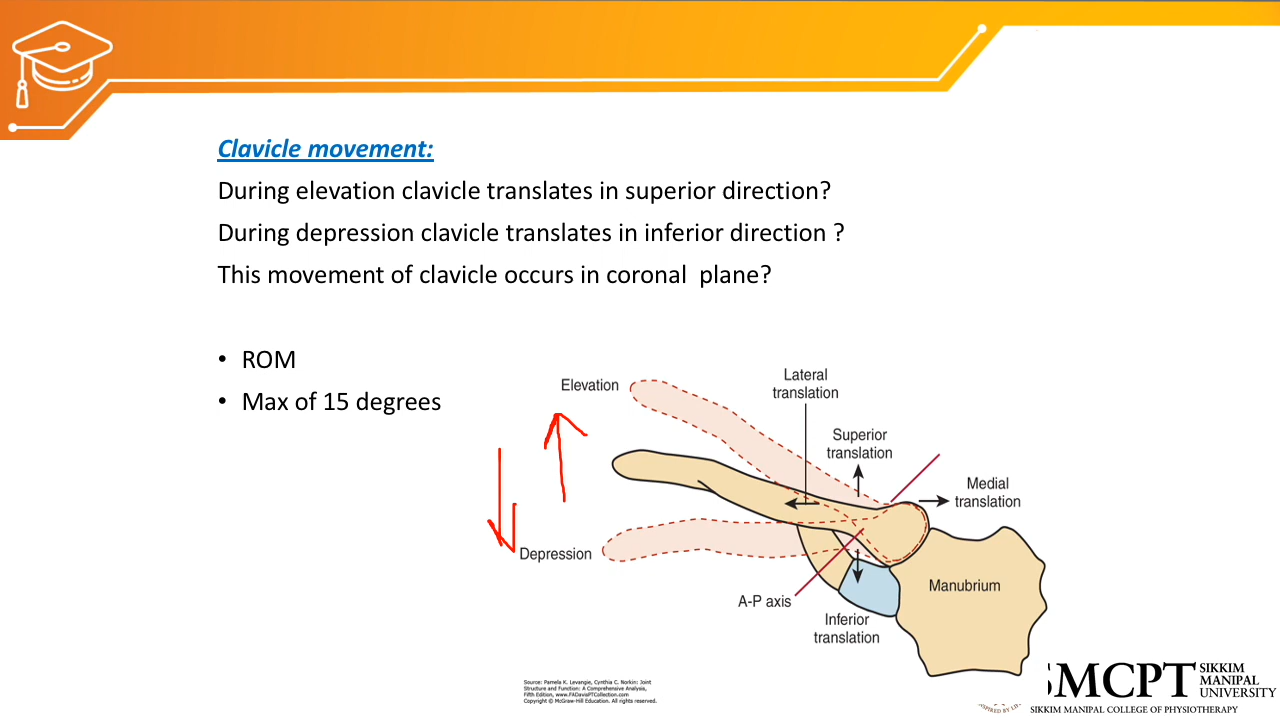 Clavicle movement:
During elevation clavicle translates in superior direction?
During depression clavicle translates in inferior direction ?
This movement of clavicle occurs in coronal  plane?
• ROM
• Max of 15 degrees
Elevation
Lateral
translation
Superior
translation
Medial
translation
Depression
A-P axis
Manubrium
Inferior
translation
Source: Pamela K. Levangie, Cynthia C. Norkin: Joint
Structure and Function: A Comprehensive Analysis,
Fifth Edition, www.FADavisPTCollection.com
Copyright © McGraw-Hill Education. All rights reserved.
SMCPT
SIKKIM
MANIPAL
UNIVERSITY
SIKKIM MANIPAL COLLEGE OF PHYSIOTHERAPY